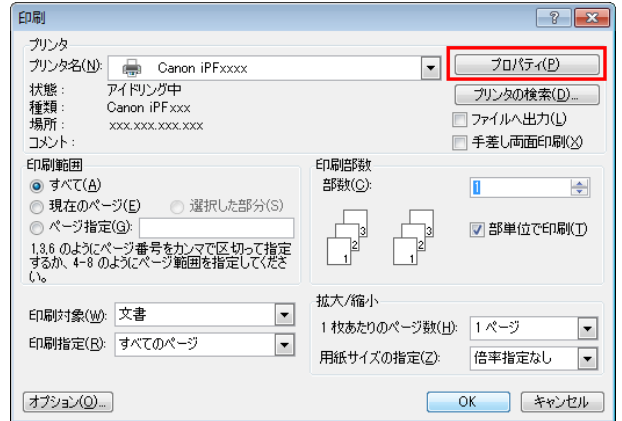 印刷
プリンタ
プリンタ名(N): Canon iPFxxxx プロパティ(P)
状態: アイドリング中 プリンタの検索(D)...
種類: Canon iPFxxx
場所: xxx.xxx.xxx.xxx ファイルへ出力(L)
コメント: 手差し両面印刷(X)
印刷範囲
すべて(A)
現在のページ(E) 選択した部分(S)
ページ指定(G):
1,3,6 のようにページ番号をカンマで区切って指定
するか、4-8 のようにページ範囲を指定してくださ
い。
印刷部数
部数(C): 1
部単位で印刷(T)
3 3
2 2
1 1
印刷対象(W): 文書
印刷指定(R): すべてのページ
拡大/縮小
1 枚あたりのページ数(H): 1 ページ
用紙サイズの指定(Z): 倍率指定なし
オプション(O)... OK キャンセル